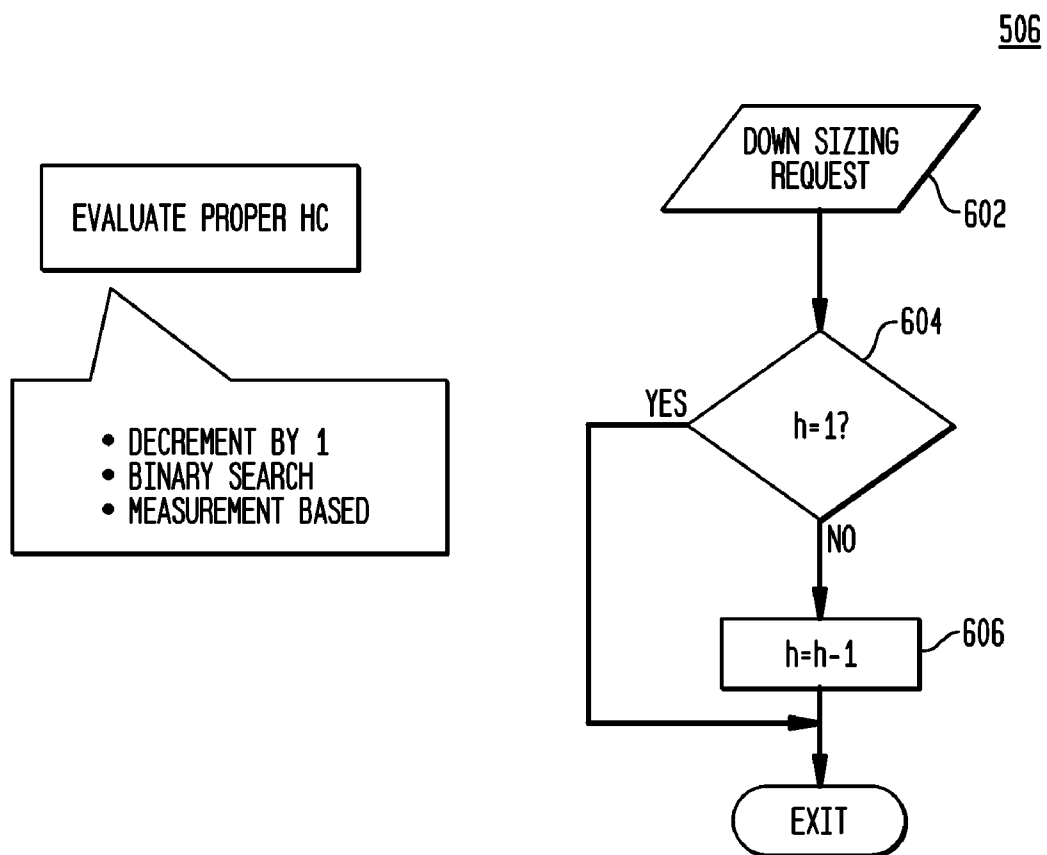 506
EVALUATE PROPER HC
• DECREMENT BY 1
• BINARY SEARCH
• MEASUREMENT BASED
DOWN SIZING
REQUEST
602
604
YES
h=1?
NO
h=h-1
606
EXIT